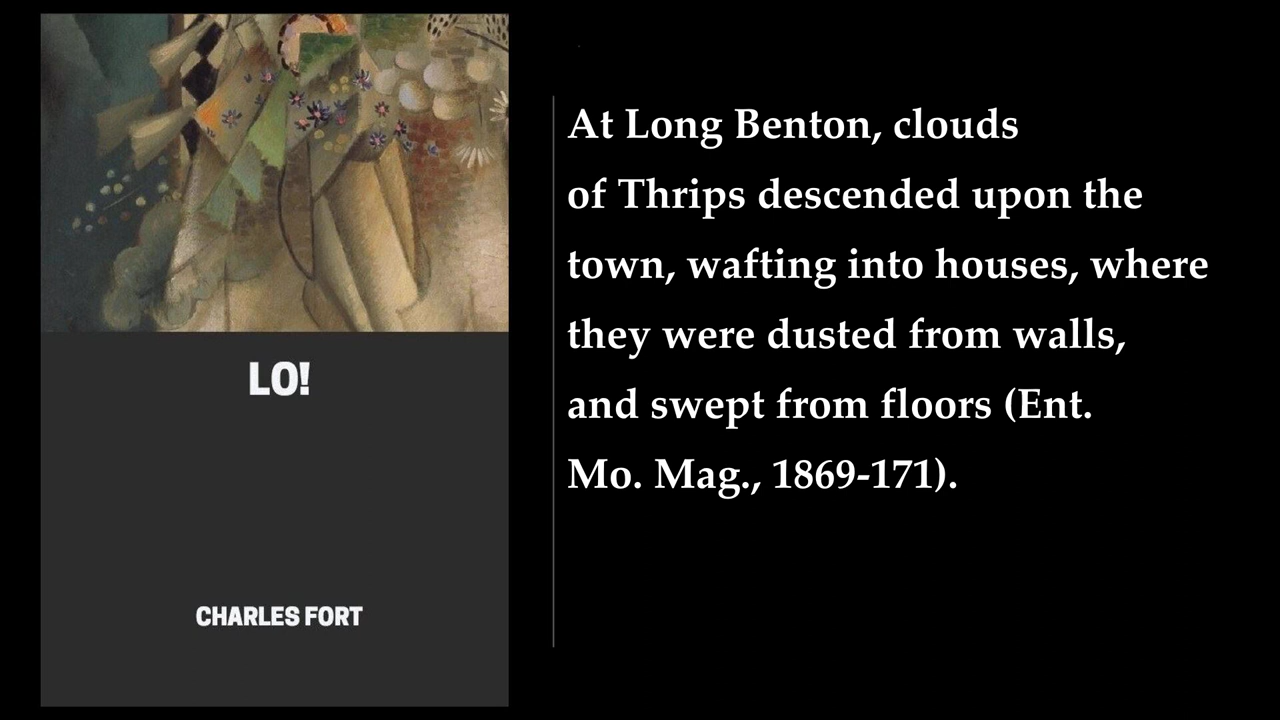 LO!
CHARLES FORT
At Long Benton, clouds
of Thrips descended upon the
town, wafting into houses, where
they were dusted from walls,
and swept from floors (Ent.
Mo. Mag., 1869-171).